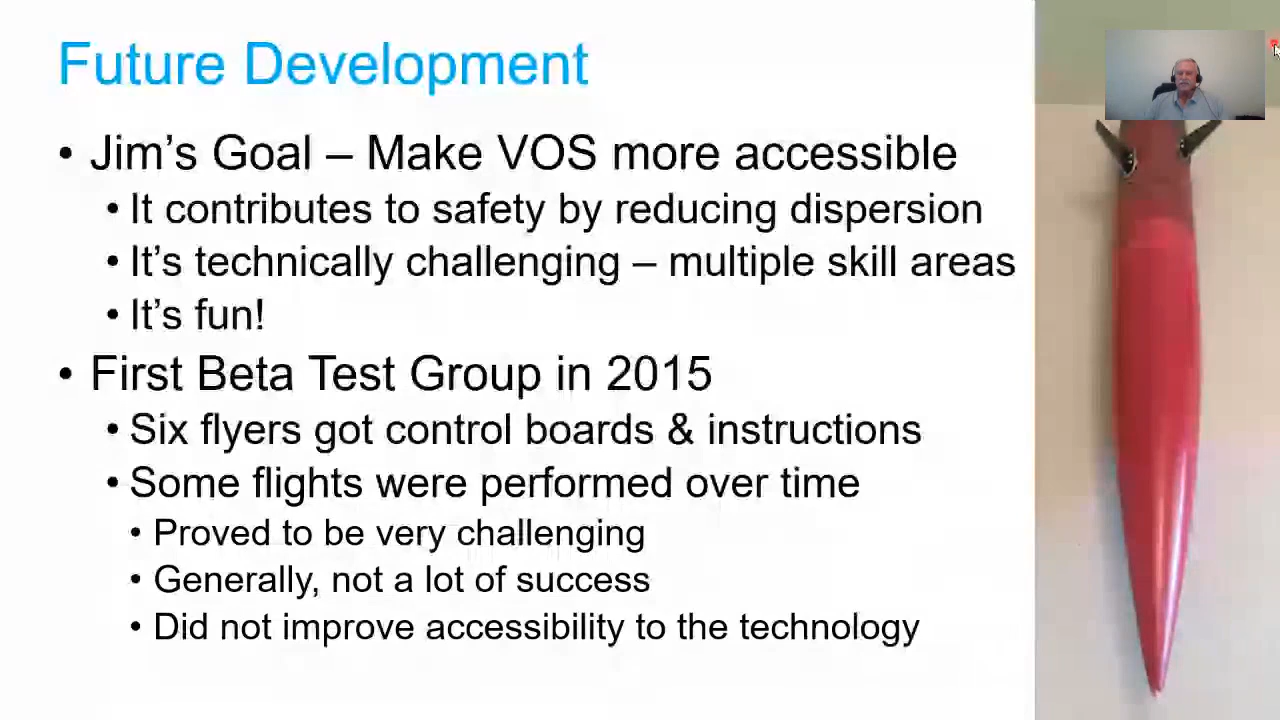 Future Development
• Jim’s Goal – Make VOS more accessible
• It contributes to safety by reducing dispersion
• It’s technically challenging – multiple skill areas
• It’s fun!
• First Beta Test Group in 2015
• Six flyers got control boards & instructions
• Some flights were performed over time
• Proved to be very challenging
• Generally, not a lot of success
• Did not improve accessibility to the technology